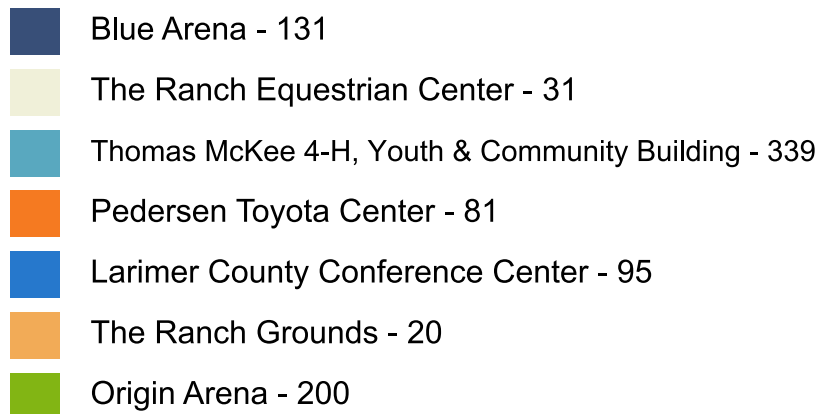 Blue Arena - 131
The Ranch Equestrian Center - 31
Thomas McKee 4-H, Youth & Community Building - 339
Pedersen Toyota Center - 81
Larimer County Conference Center - 95
The Ranch Grounds - 20
Origin Arena - 200